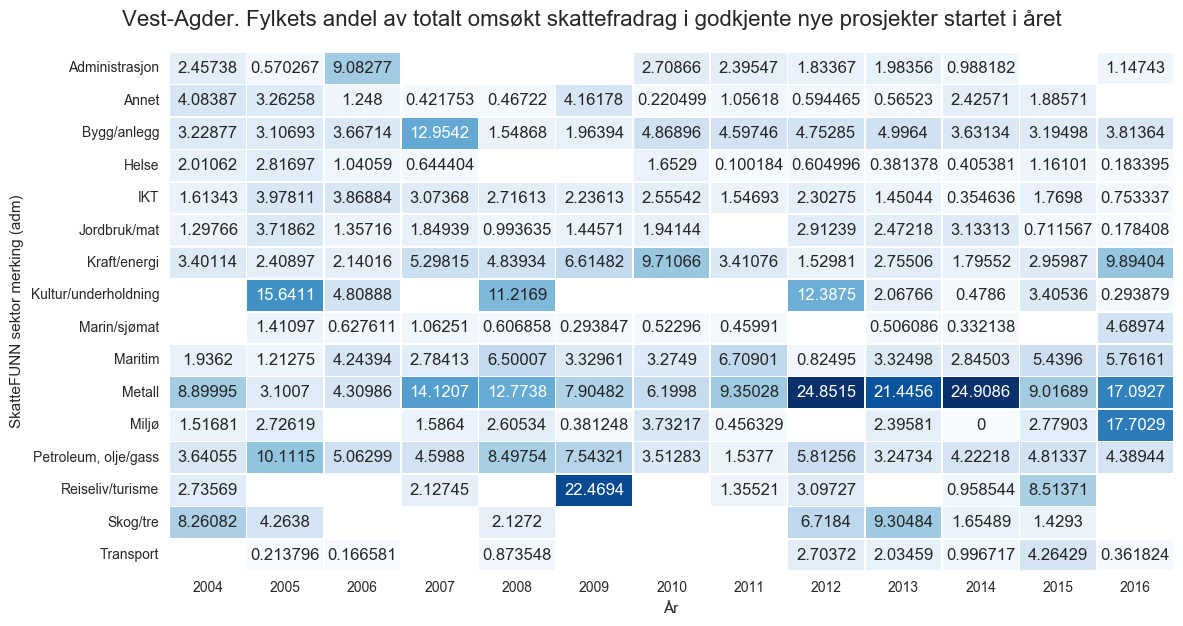 Vest-Agder. Fylkets andel av totalt omsøkt skattefradrag i godkjente nye prosjekter startet i året
SkatteFUNN sektor merking (adm)
Administrasjon 2.45738 0.570267 9.08277 2.70866 2.39547 1.83367 1.98356 0.988182 1.14743
Annet 4.08387 3.26258 1.248 0.421753 0.46722 4.16178 0.220499 1.05618 0.594465 0.56523 2.42571 1.88571
Bygg/anlegg 3.22877 3.10693 3.66714 12.9542 1.54868 1.96394 4.86896 4.59746 4.75285 4.9964 3.63134 3.19498 3.81364
Helse 2.01062 2.81697 1.04059 0.644404 1.6529 0.100184 0.604996 0.381378 0.405381 1.16101 0.183395
IKT 1.61343 3.97811 3.86884 3.07368 2.71613 2.23613 2.55542 1.54693 2.30275 1.45044 0.354636 1.7698 0.753337
Jordbruk/mat 1.29766 3.71862 1.35716 1.84939 0.993635 1.44571 1.94144 2.91239 2.47218 3.13313 0.711567 0.178408
Kraft/energi 3.40114 2.40897 2.14016 5.29815 4.83934 6.61482 9.71066 3.41076 1.52981 2.75506 1.79552 2.95987 9.89404
Kultur/underholdning 15.6411 4.80888 11.2169 12.3875 2.06766 0.4786 3.40536 0.293879
Marin/sjømat 1.41097 0.627611 1.06251 0.606858 0.293847 0.52296 0.45991 0.506086 0.332138 4.68974
Maritim 1.9362 1.21275 4.24394 2.78413 6.50007 3.32961 3.2749 6.70901 0.82495 3.32498 2.84503 5.4396 5.76161
Metall 8.89995 3.1007 4.30986 14.1207 12.7738 7.90482 6.1998 9.35028 24.8515 21.4456 24.9086 9.01689 17.0927
Miljø 1.51681 2.72619 1.5864 2.60534 0.381248 3.73217 0.456329 2.39581 0 2.77903 17.7029
Petroleum, olje/gass 3.64055 10.1115 5.06299 4.5988 8.49754 7.54321 3.51283 1.5377 5.81256 3.24734 4.22218 4.81337 4.38944
Reiseliv/turisme 2.73569 2.12745 22.4694 1.35521 3.09727 0.958544 8.51371
Skog/tre 8.26082 4.2638 2.1272 6.7184 9.30484 1.65489 1.4293
Transport 0.213796 0.166581 0.873548 2.70372 2.03459 0.996717 4.26429 0.361824
2004 2005 2006 2007 2008 2009 2010 2011 2012 2013 2014 2015 2016
År